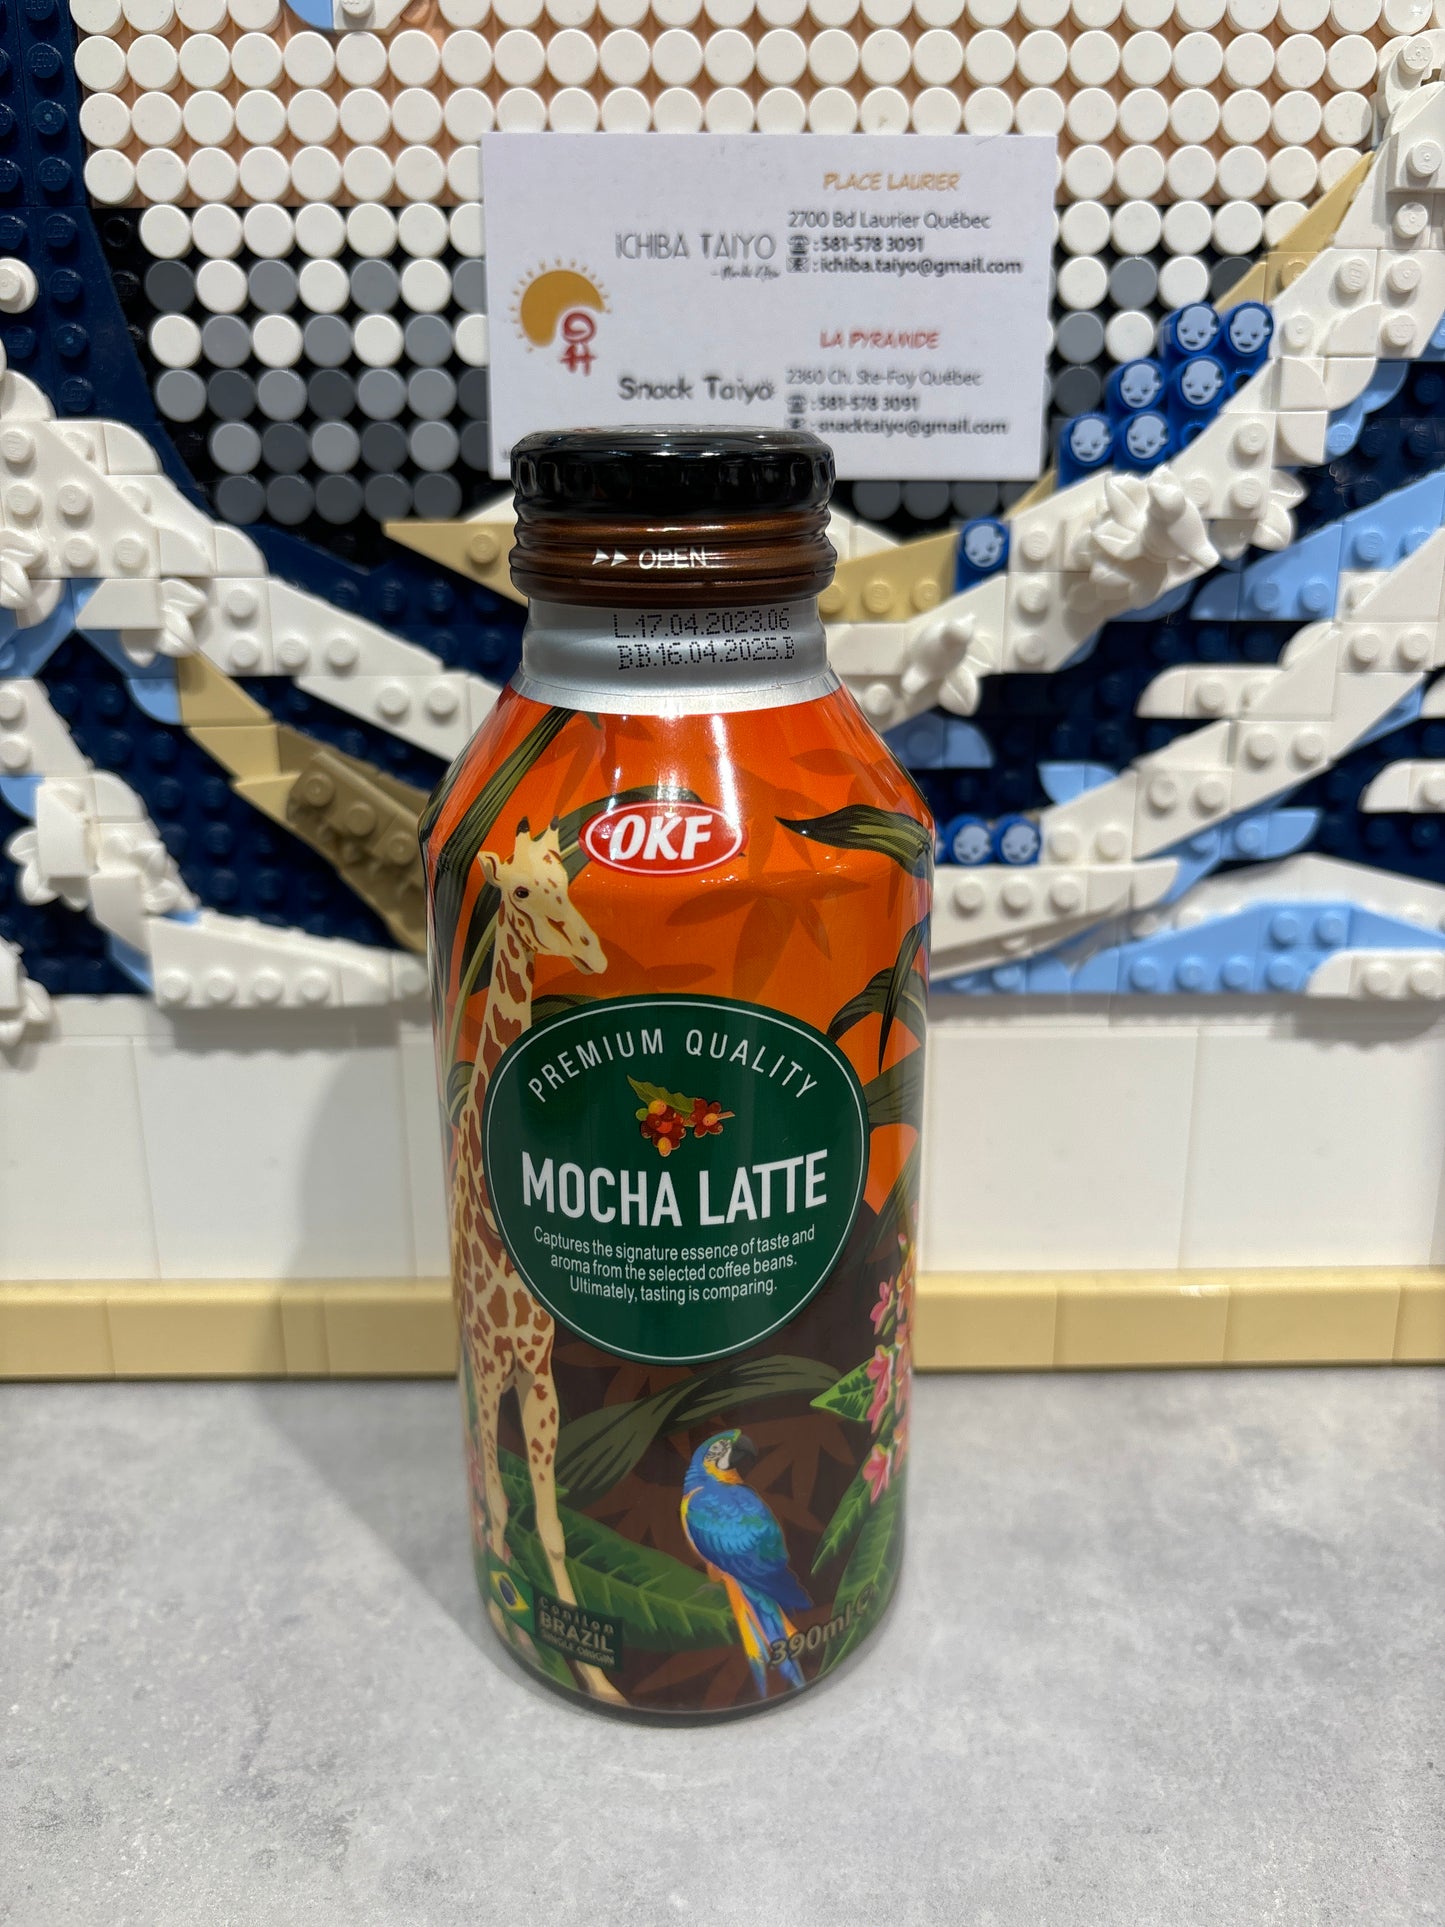 PLACE LAURIER
2700 Bd Laurier Québec
ICHIBA TAIYO
: 581-578 3091
: ichiba.taiyo@gmail.com
LA PYRAMIDE
2360 Ch. Ste-Foy Québec
Snack Taiyo
: 581-578 3091
: snacktaiyo@gmail.com
OPEN
L.17.04.2023.06
BB.16.04.2025.B
OKF
PREMIUM QUALITY
MOCHA LATTE
Captures the signature essence of taste and
aroma from the selected coffee beans.
Ultimately, tasting is comparing.
Conilon
BRAZIL
SINGLE ORIGIN
390ml ℮